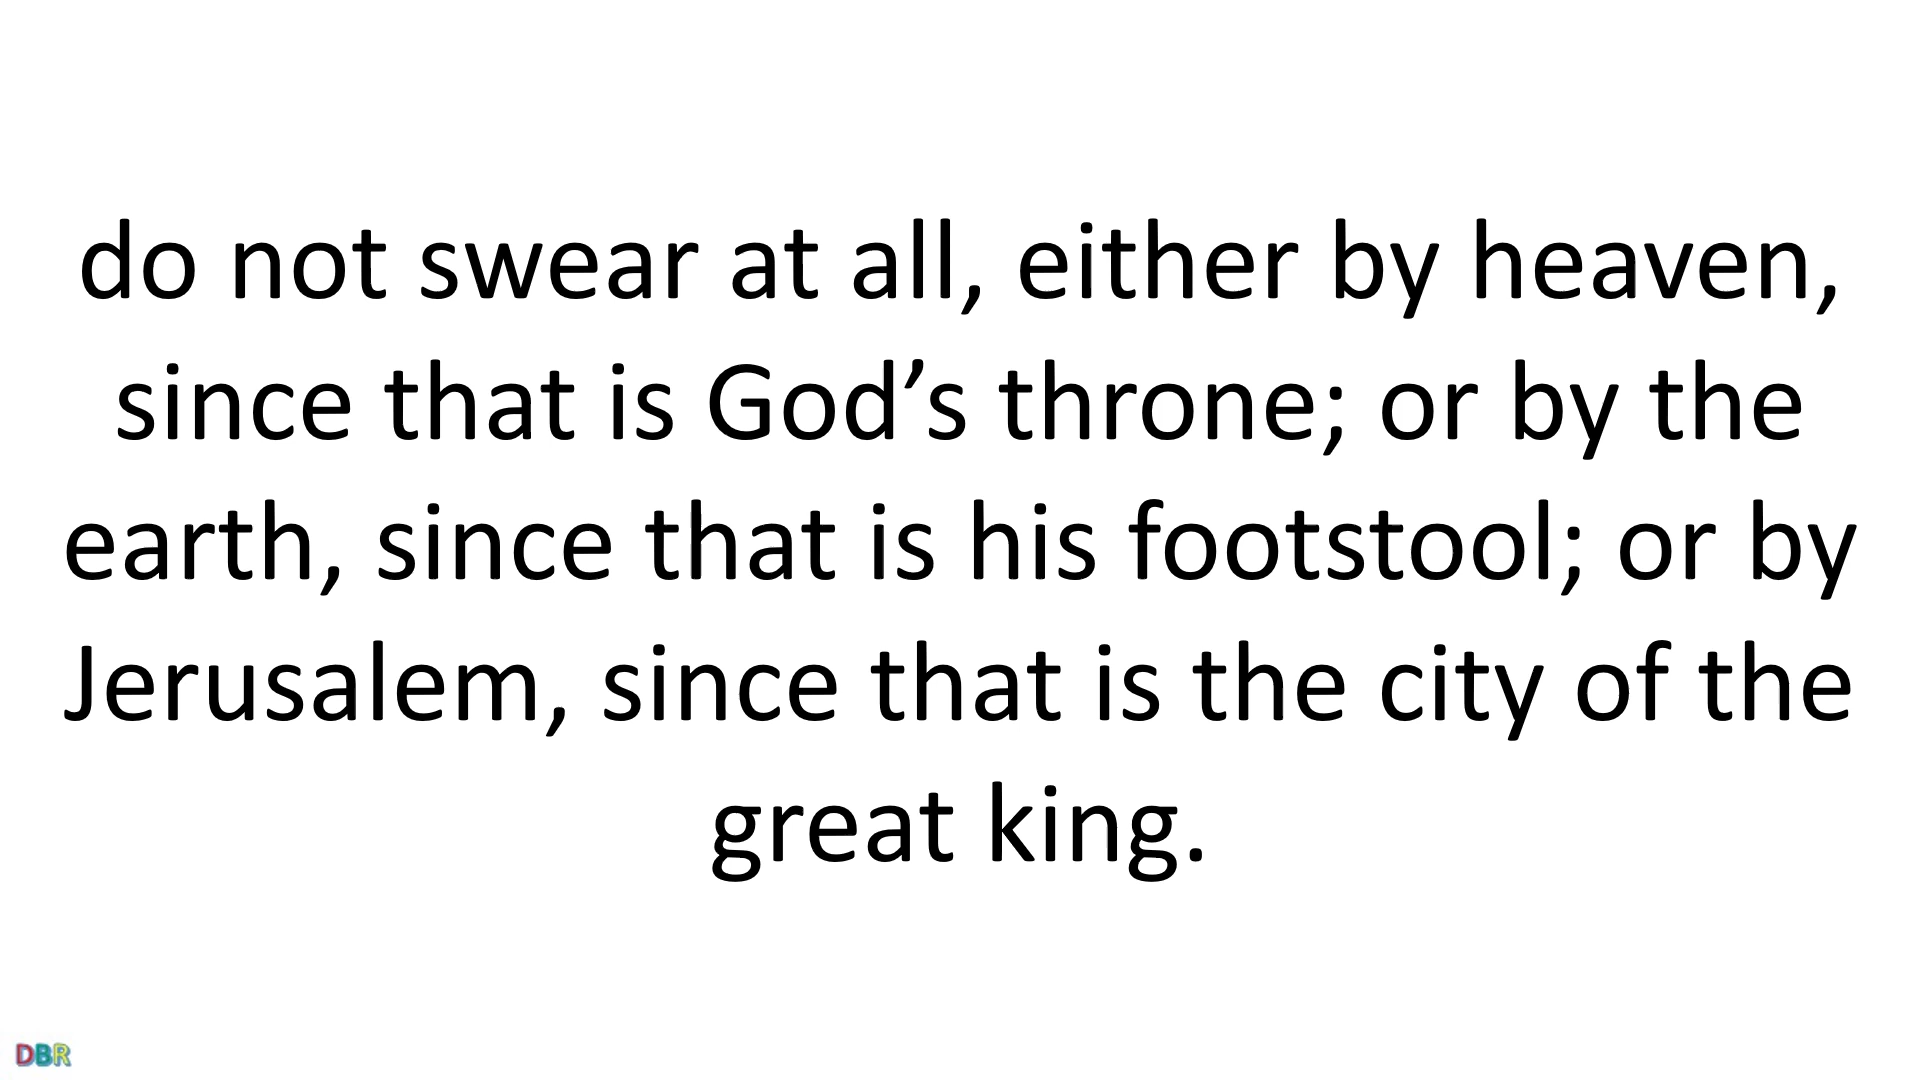 do not swear at all, either by heaven,
since that is God’s throne; or by the
earth, since that is his footstool; or by
Jerusalem, since that is the city of the
great king.
DBR